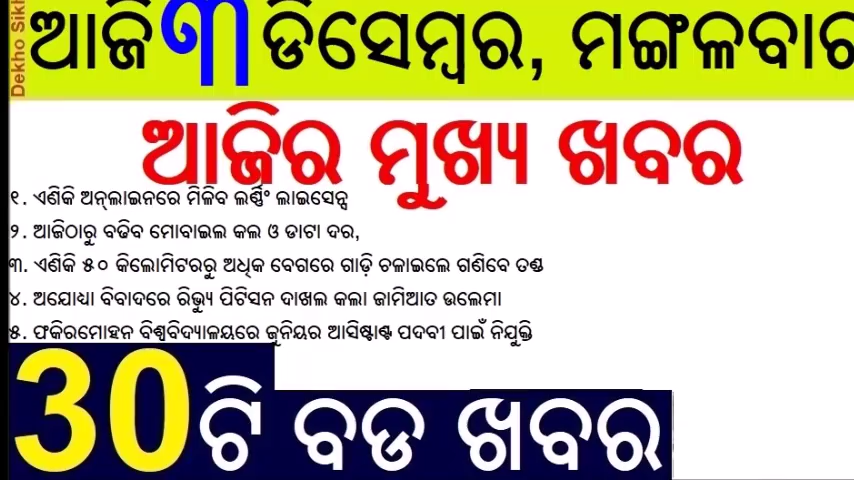 Dekho Sikh
ଆଜି ୩ ଡିସେମ୍ବର, ମଙ୍ଗଳବାର
ଆଜିର ମୁଖ୍ୟ ଖବର
୧. ଏଣିକି ଅନ୍‌ଲାଇନରେ ମିଳିବ ଲର୍ଣ୍ଣିଂ ଲାଇସେନ୍ସ
୨. ଆଜିଠାରୁ ବଢିବ ମୋବାଇଲ କଲ ଓ ଡାଟା ଦର,
୩. ଏଣିକି ୫୦ କିଲୋମିଟରରୁ ଅଧିକ ବେଗରେ ଗାଡ଼ି ଚଳାଇଲେ ଗଣିବେ ଦଣ୍ଡ
୪. ଅଯୋଧ୍ୟା ବିବାଦରେ ରିଭ୍ୟୁ ପିଟିସନ ଦାଖଲ କଲା ଜାମିଆତ ଉଲେମା
୫. ଫକିରମୋହନ ବିଶ୍ୱବିଦ୍ୟାଳୟରେ ଜୁନିୟର ଆସିଷ୍ଟାଣ୍ଟ ପଦବୀ ପାଇଁ ନିଯୁକ୍ତି
30ଟି ବଡ ଖବର